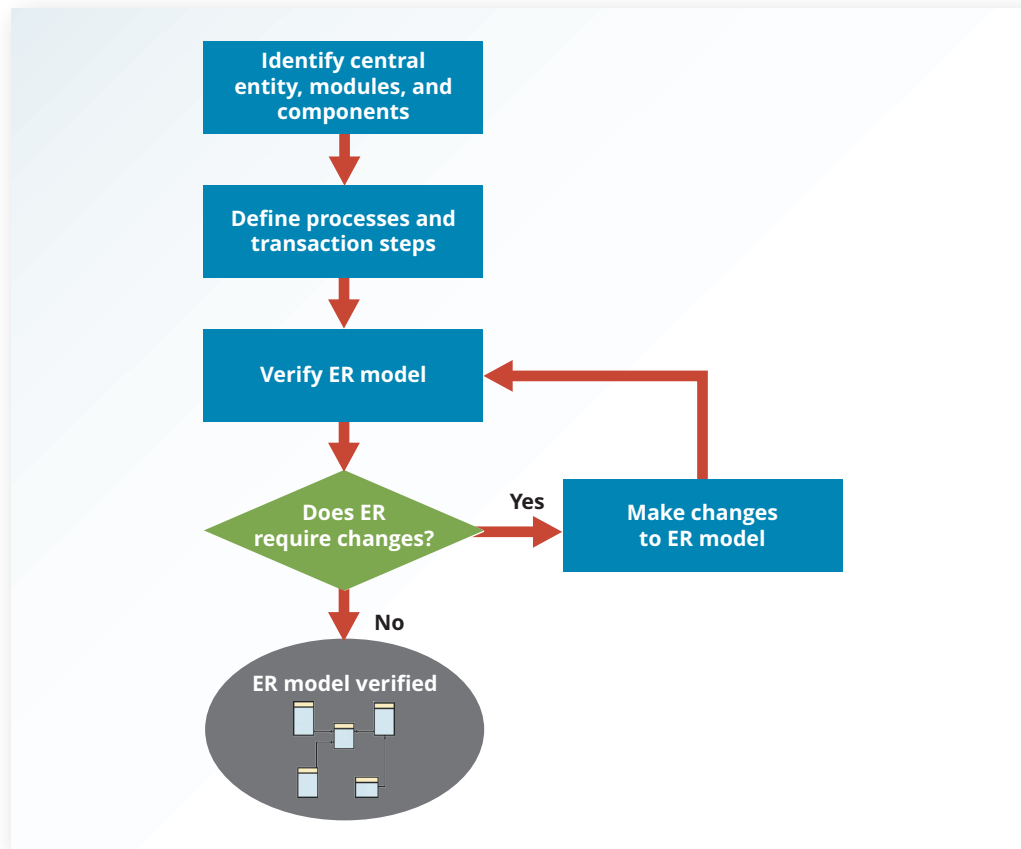 Identify central
entity, modules, and
components
Define processes and
transaction steps
Verify ER model
Does ER
require changes?
Yes
Make changes
to ER model
No
ER model verified